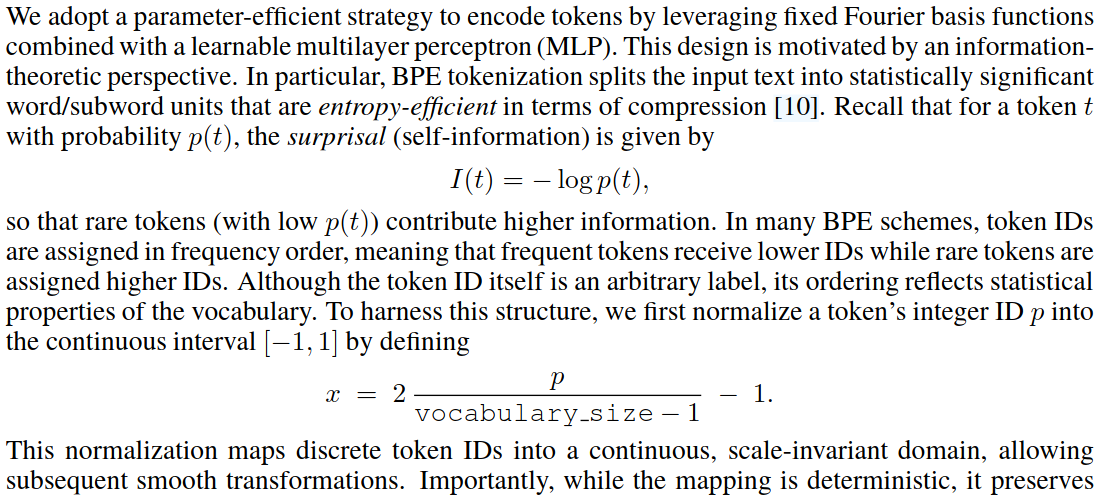 We adopt a parameter-efficient strategy to encode tokens by leveraging fixed Fourier basis functions
combined with a learnable multilayer perceptron (MLP). This design is motivated by an information-
theoretic perspective. In particular, BPE tokenization splits the input text into statistically significant
word/subword units that are entropy-efficient in terms of compression [10]. Recall that for a token t
with probability p(t), the surprisal (self-information) is given by
I(t) = − log p(t),
so that rare tokens (with low p(t)) contribute higher information. In many BPE schemes, token IDs
are assigned in frequency order, meaning that frequent tokens receive lower IDs while rare tokens are
assigned higher IDs. Although the token ID itself is an arbitrary label, its ordering reflects statistical
properties of the vocabulary. To harness this structure, we first normalize a token's integer ID p into
the continuous interval [−1, 1] by defining
x = 2 p / (vocabulary_size − 1) − 1.
This normalization maps discrete token IDs into a continuous, scale-invariant domain, allowing
subsequent smooth transformations. Importantly, while the mapping is deterministic, it preserves